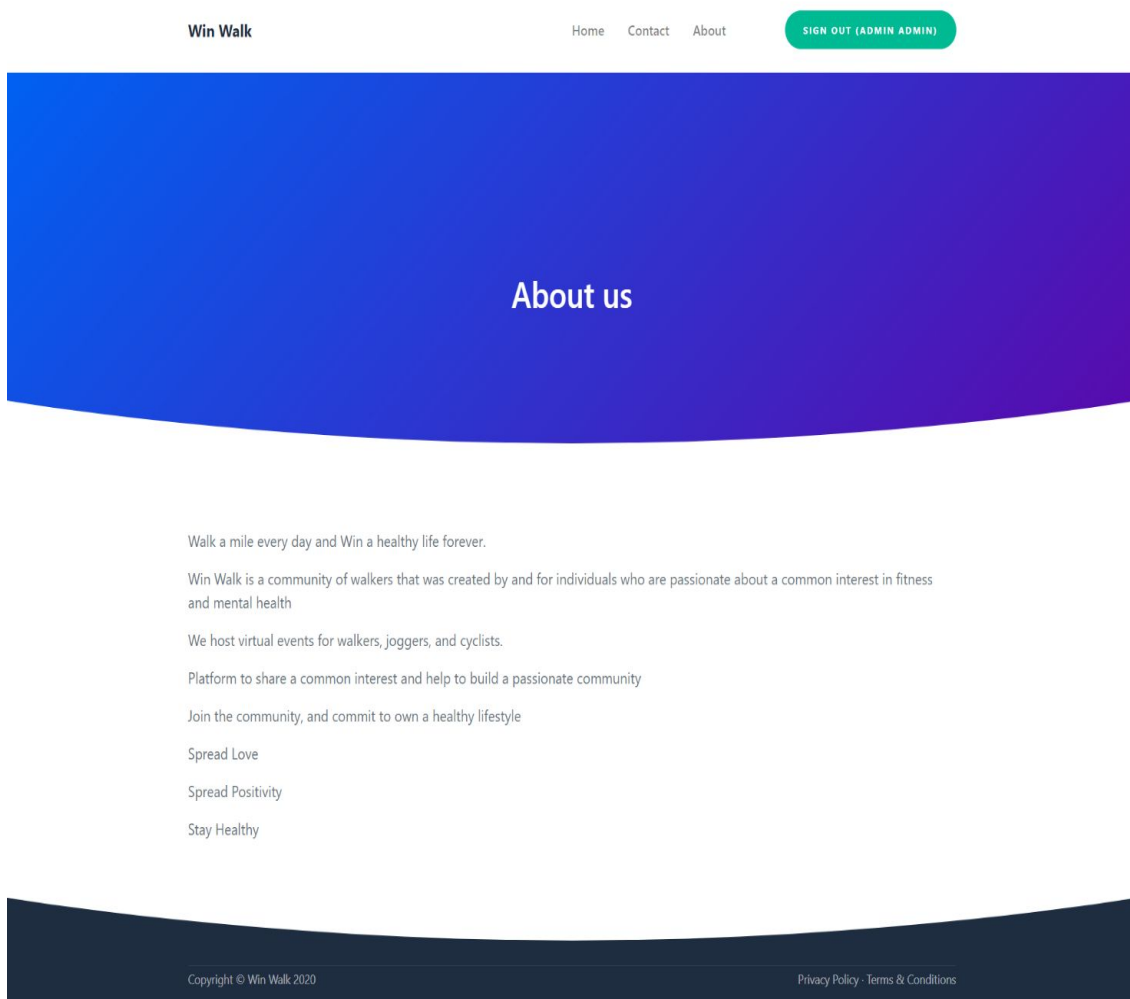 Win Walk
Home Contact About SIGN OUT (ADMIN ADMIN)
About us
Walk a mile every day and Win a healthy life forever.
Win Walk is a community of walkers that was created by and for individuals who are passionate about a common interest in fitness
and mental health
We host virtual events for walkers, joggers, and cyclists.
Platform to share a common interest and help to build a passionate community
Join the community, and commit to own a healthy lifestyle
Spread Love
Spread Positivity
Stay Healthy
Copyright © Win Walk 2020
Privacy Policy · Terms & Conditions